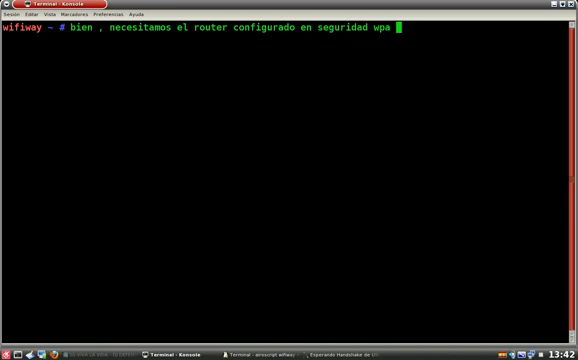 Terminal - Konsole
Sesión Editar Vista Marcadores Preferencias Ayuda
wifiway ~ # bien , necesitamos el router configurado en seguridad wpa
Terminal - Konsole
Terminal - airoscript wifiway
Esperando Handshake de
13:42